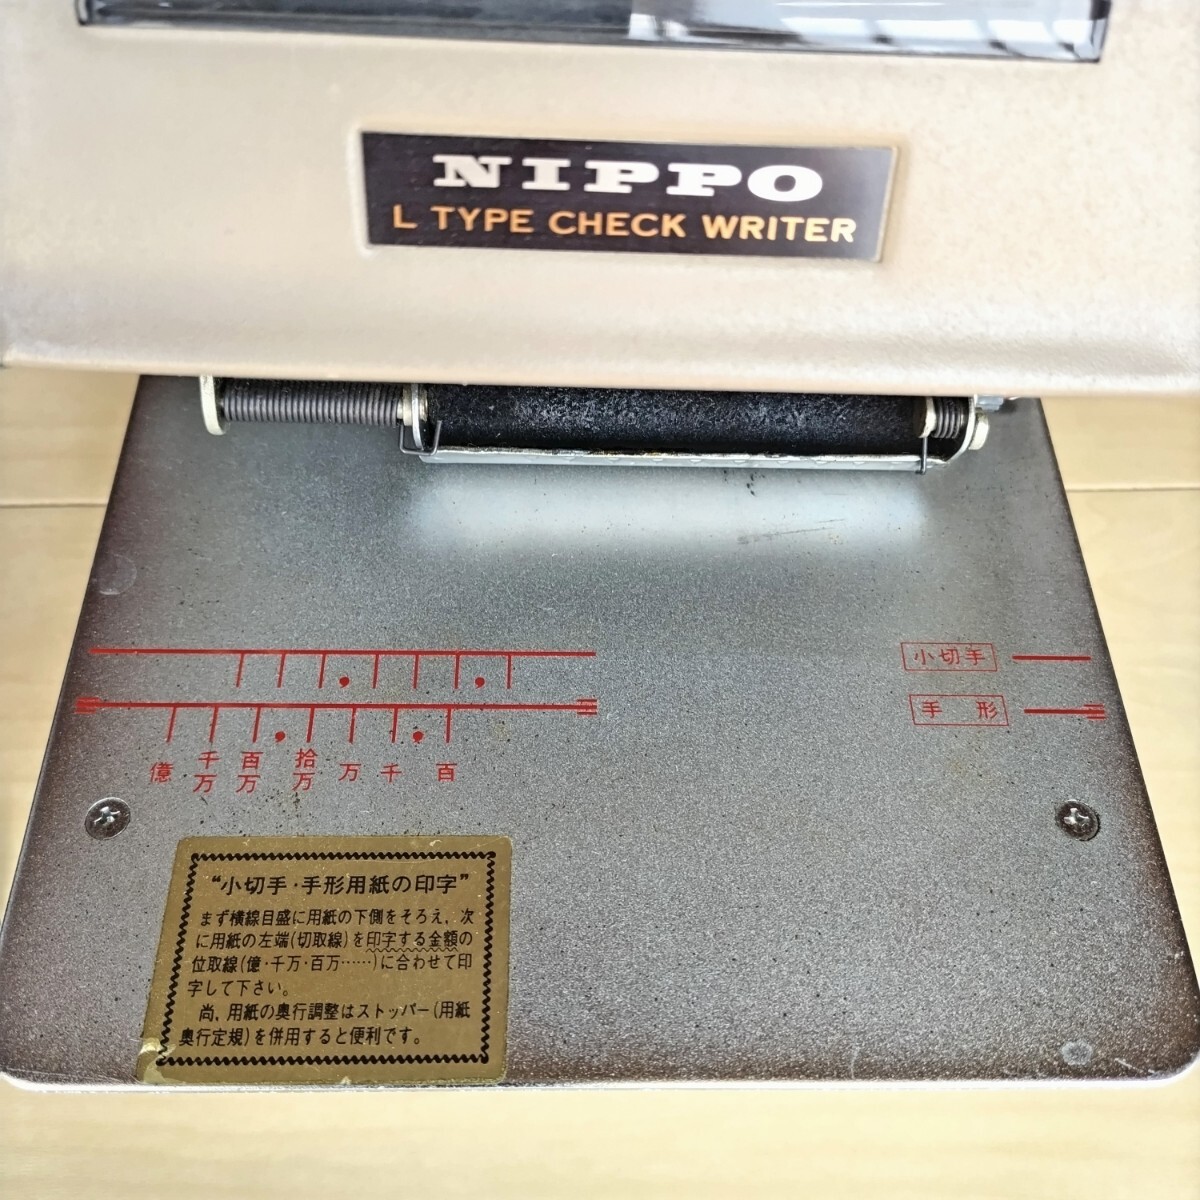 NIPPO
L TYPE CHECK WRITER
小切手
手 形
億 千万 百万 拾万 万 千 百
“小切手・手形用紙の印字”
まず横線目盛に用紙の下側をそろえ、次
に用紙の左端(切取線)を印字する金額の
位取線(億・千万・百万……)に合わせて印
字して下さい。
尚、用紙の奥行調整はストッパー(用紙
奥行定規)を併用すると便利です。